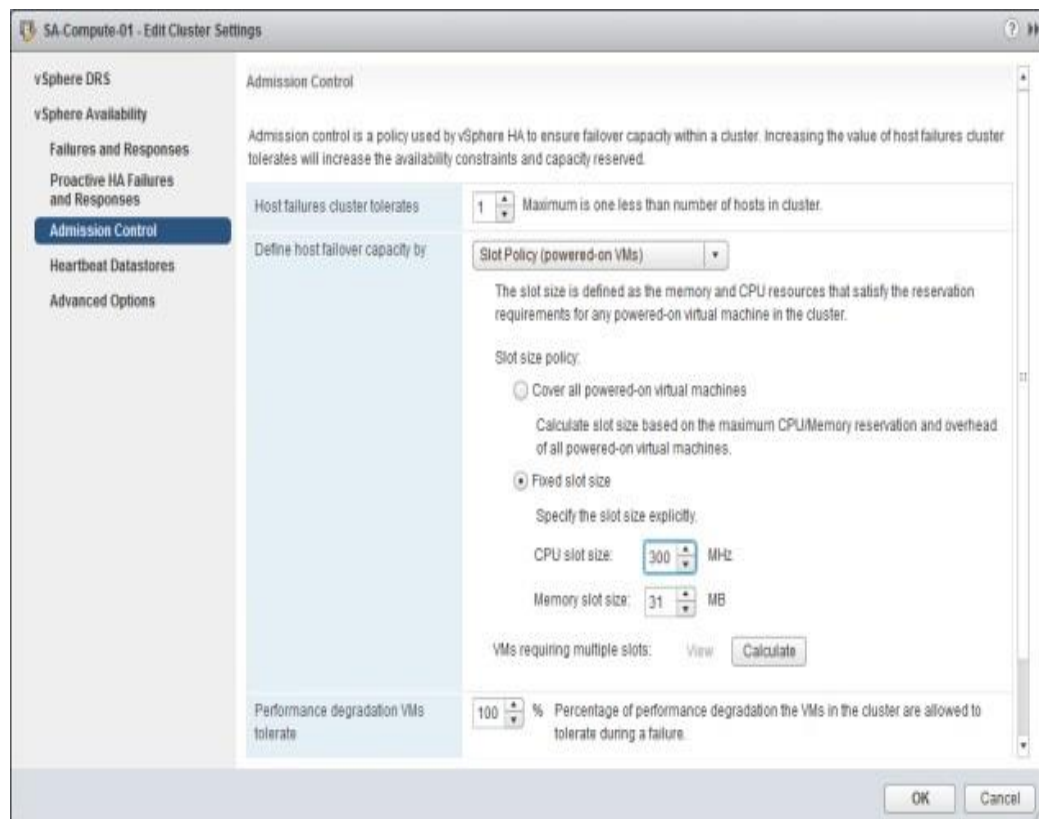 SA-Compute-01 - Edit Cluster Settings
?
vSphere DRS
vSphere Availability
Failures and Responses
Proactive HA Failures
and Responses
Admission Control
Heartbeat Datastores
Advanced Options
Admission Control
Admission control is a policy used by vSphere HA to ensure failover capacity within a cluster. Increasing the value of host failures cluster
tolerates will increase the availability constraints and capacity reserved.
Host failures cluster tolerates
1 Maximum is one less than number of hosts in cluster.
Define host failover capacity by
Slot Policy (powered-on VMs)
The slot size is defined as the memory and CPU resources that satisfy the reservation
requirements for any powered-on virtual machine in the cluster.
Slot size policy:
Cover all powered-on virtual machines
Calculate slot size based on the maximum CPU/Memory reservation and overhead
of all powered-on virtual machines.
Fixed slot size
Specify the slot size explicitly.
CPU slot size: 300 MHz
Memory slot size: 31 MB
VMs requiring multiple slots: View Calculate
Performance degradation VMs
tolerate
100 % Percentage of performance degradation the VMs in the cluster are allowed to
tolerate during a failure.
OK Cancel